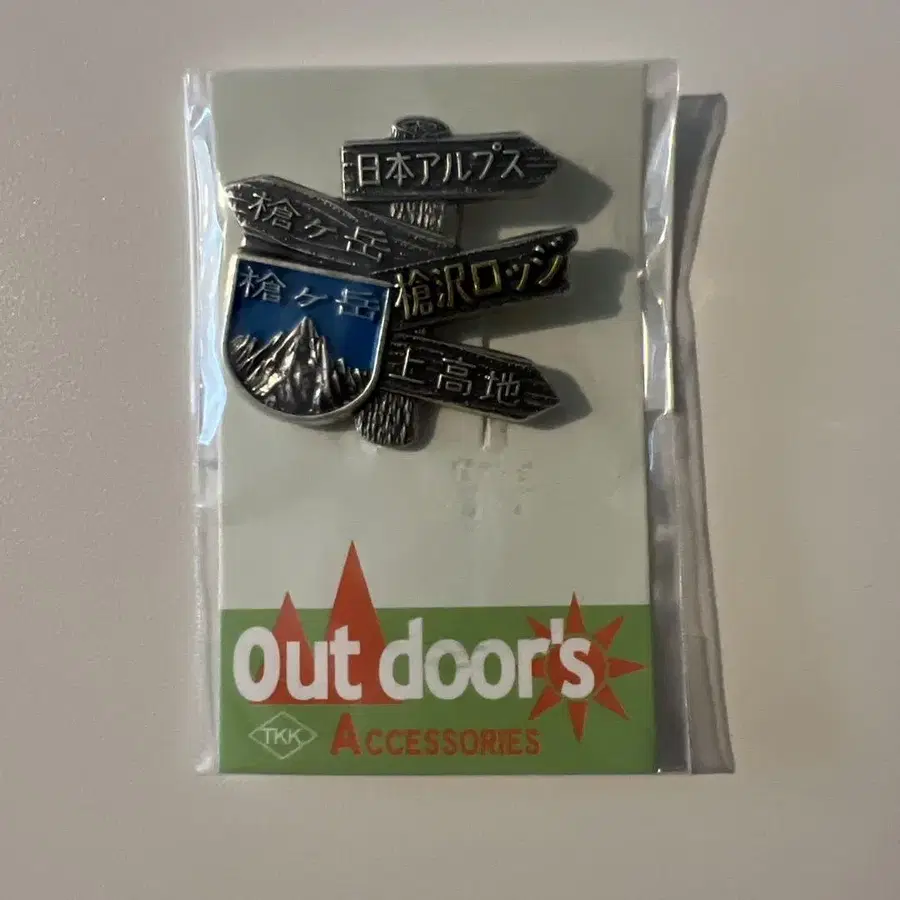 日本アルプス
槍ヶ岳
槍沢ロッジ
槍ヶ岳
上高地
Out door's
TKK
ACCESSORIES